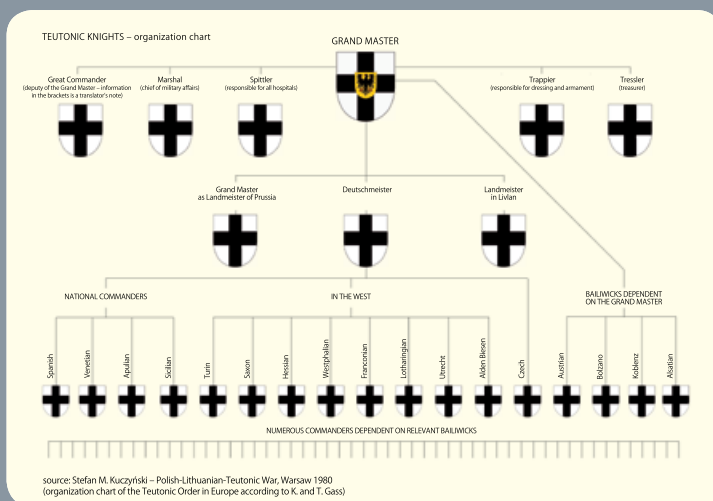 TEUTONIC KNIGHTS – organization chart
GRAND MASTER
Great Commander
(deputy of the Grand Master – information
in the brackets is a translator's note)
Marshal
(chief of military affairs)
Spittler
(responsible for all hospitals)
Trappier
(responsible for dressing and armament)
Tressler
(treasurer)
Grand Master
as Landmeister of Prussia
Deutschmeister
Landmeister
in Livlan
NATIONAL COMMANDERS
IN THE WEST
BAILIWICKS DEPENDENT
ON THE GRAND MASTER
Spanish
Venetian
Apulian
Sicilian
Turin
Saxon
Hessian
Westphalian
Franconian
Lotharingian
Utrecht
Alden Biesen
Czech
Austrian
Bolzano
Koblenz
Alsatian
NUMEROUS COMMANDERS DEPENDENT ON RELEVANT BAILIWICKS
source: Stefan M. Kuczyński – Polish-Lithuanian-Teutonic War, Warsaw 1980
(organization chart of the Teutonic Order in Europe according to K. and T. Gass)